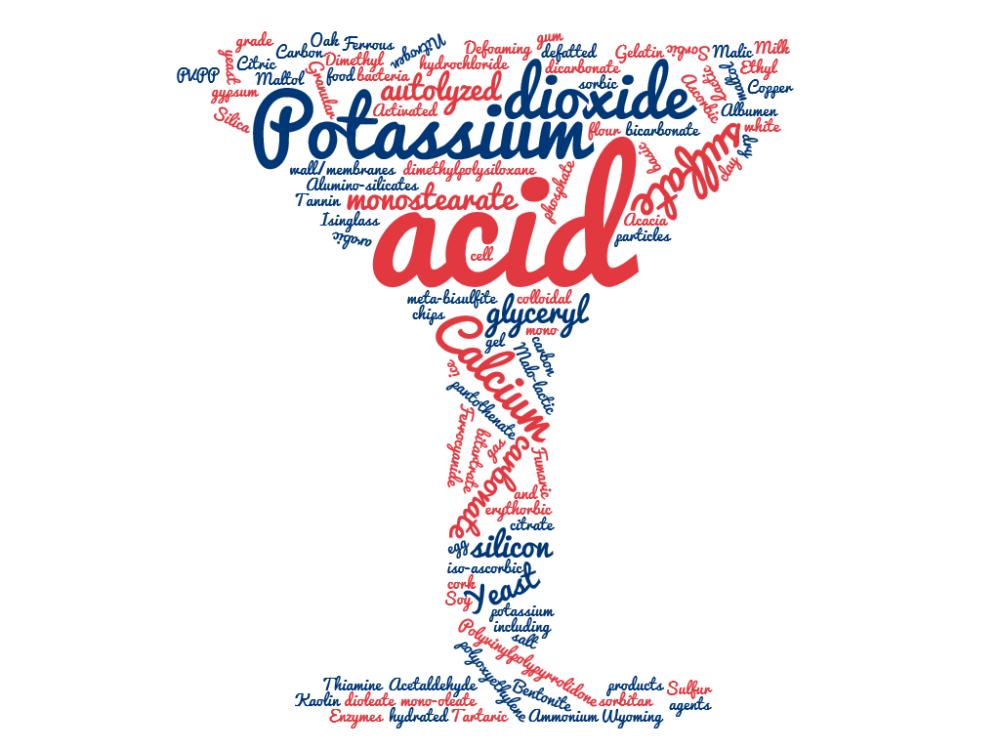 grade
Oak
Ferrous
Nitrogen
gum
Carbon
Defoaming
defatted
Gelatin
Sorbic
Malic
Milk
yeast
Citric
Dimethyl
hydrochloride
dicarbonate
lactic
maltol
Ethyl
PVPP
Maltol
Granular
food
bacteria
sorbic
Ascorbic
Copper
gypsum
autolyzed
dioxide
Silica
Activated
Albumen
Potassium
flour
bicarbonate
sulfate
white
dry
wall/membranes
dimethylpolysiloxane
phosphate
basic
clay
Alumino-silicates
Tannin
monostearate
Isinglass
acid
Acacia
arabic
particles
cell
meta-bisulfite
colloidal
chips
glyceryl
Calcium
mono
gel
carbon
Malo-lactic
ice
pantothenate
Ferrocyanide
bitartrate
soy
carbonate
Fumaric
and
erythorbic
citrate
egg
silicon
iso-ascorbic
cork
Yeast
Soy
potassium
including
salt
Polyvinylpolypyrrolidone
polyoxyethylene
Thiamine
Acetaldehyde
Bentonite
products
Sulfur
Kaolin
dioleate
mono-oleate
sorbitan
agents
Enzymes
hydrated
Tartaric
Ammonium
Wyoming